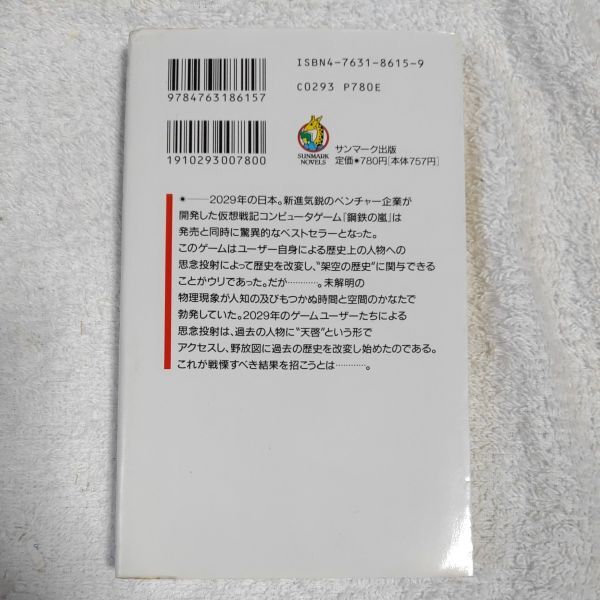 ISBN4-7631-8615-9
C0293 P780E
9784763186157
1910293007800
SUNMARK
NOVELS
サンマーク出版
定価●780円[本体757円]
●――2029年の日本。新進気鋭のベンチャー企業が
開発した仮想戦記コンピュータゲーム『鋼鉄の嵐』は
発売と同時に驚異的なベストセラーとなった。
このゲームはユーザー自身による歴史上の人物への
思念投射によって歴史を改変し、“架空の歴史”に関与できる
ことがウリであった。だが…………。未解明の
物理現象が人知の及びもつかぬ時間と空間のかなたで
勃発していた。2029年のゲームユーザーたちによる
思念投射は、過去の人物に“天啓”という形で
アクセスし、野放図に過去の歴史を改変し始めたのである。
これが戦慄すべき結果を招こうとは…………。